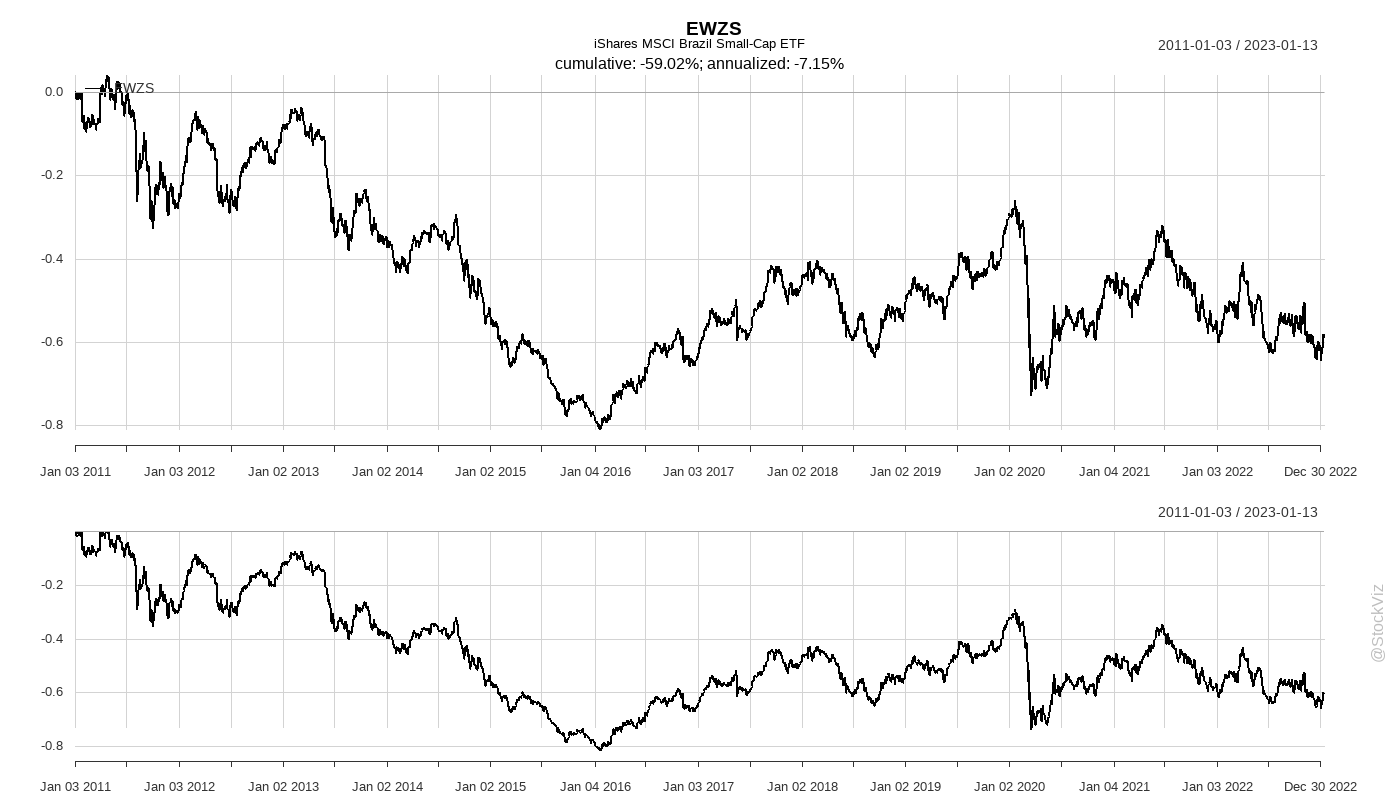 EWZS
iShares MSCI Brazil Small-Cap ETF
cumulative: -59.02%; annualized: -7.15%
2011-01-03 / 2023-01-13
EWZS
0.0
-0.2
-0.4
-0.6
-0.8
Jan 03 2011 Jan 03 2012 Jan 02 2013 Jan 02 2014 Jan 02 2015 Jan 04 2016 Jan 03 2017 Jan 02 2018 Jan 02 2019 Jan 02 2020 Jan 04 2021 Jan 03 2022 Dec 30 2022
2011-01-03 / 2023-01-13
-0.2
-0.4
-0.6
-0.8
Jan 03 2011 Jan 03 2012 Jan 02 2013 Jan 02 2014 Jan 02 2015 Jan 04 2016 Jan 03 2017 Jan 02 2018 Jan 02 2019 Jan 02 2020 Jan 04 2021 Jan 03 2022 Dec 30 2022
@StockViz